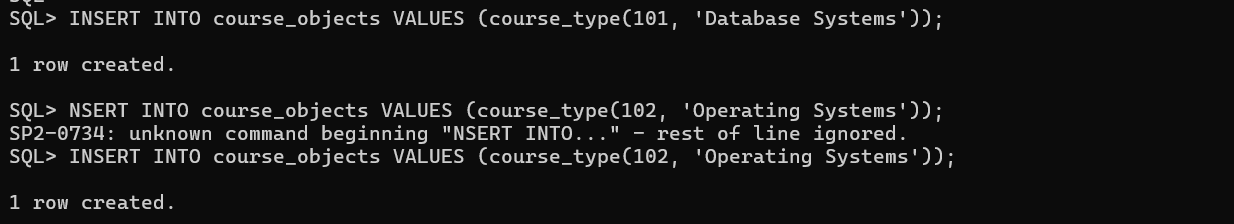 SQL> INSERT INTO course_objects VALUES (course_type(101, 'Database Systems'));
1 row created.
SQL> NSERT INTO course_objects VALUES (course_type(102, 'Operating Systems'));
SP2-0734: unknown command beginning "NSERT INTO..." - rest of line ignored.
SQL> INSERT INTO course_objects VALUES (course_type(102, 'Operating Systems'));
1 row created.